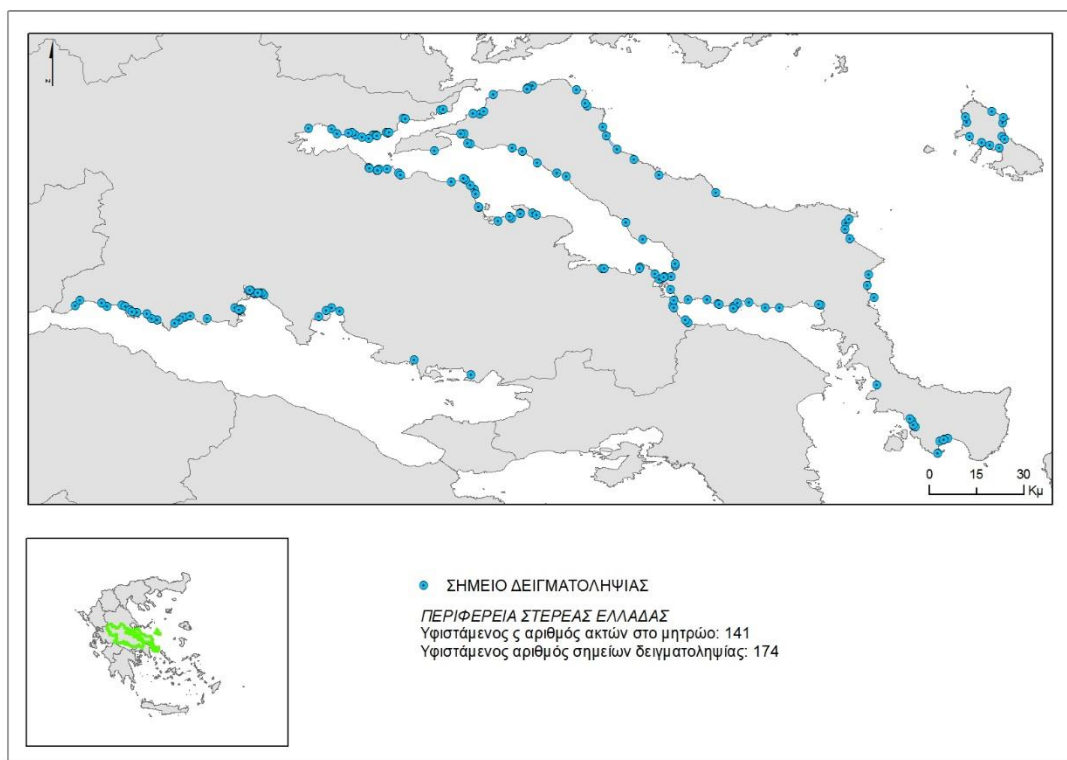 N
0 15 30
Κμ
ΣΗΜΕΙΟ ΔΕΙΓΜΑΤΟΛΗΨΙΑΣ
ΠΕΡΙΦΕΡΕΙΑ ΣΤΕΡΕΑΣ ΕΛΛΑΔΑΣ
Υφιστάμενος ς αριθμός ακτών στο μητρώο: 141
Υφιστάμενος αριθμός σημείων δειγματοληψίας: 174